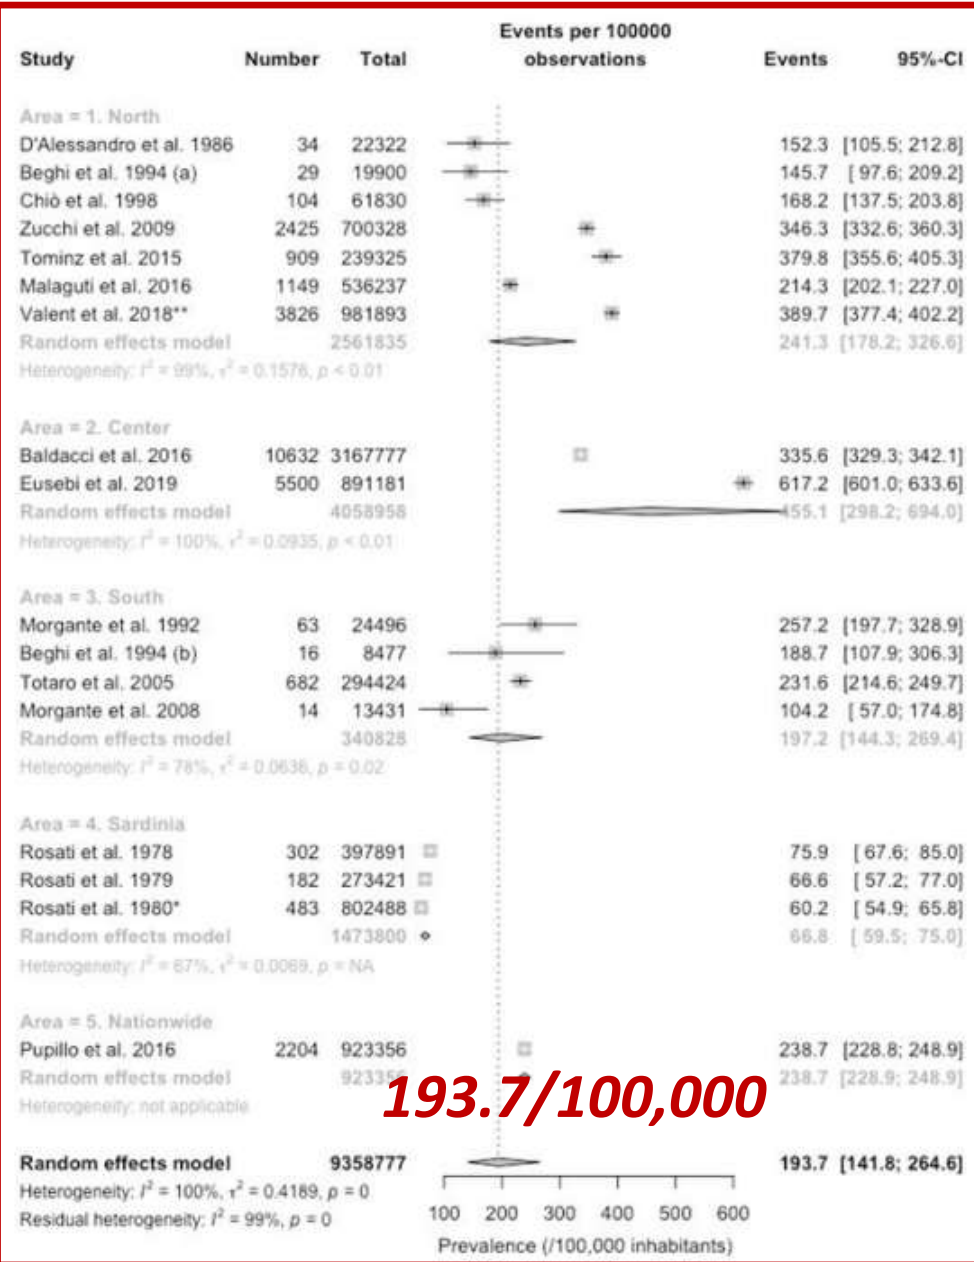 Events per 100000
Study Number Total observations Events 95%-CI
Area = 1. North
D'Alessandro et al. 1986 34 22322 152.3 [105.5; 212.8]
Beghi et al. 1994 (a) 29 19900 145.7 [ 97.6; 209.2]
Chiò et al. 1998 104 61830 168.2 [137.5; 203.8]
Zucchi et al. 2009 2425 700328 346.3 [332.6; 360.3]
Tominz et al. 2015 909 239325 379.8 [355.6; 405.3]
Malaguti et al. 2016 1149 536237 214.3 [202.1; 227.0]
Valent et al. 2018** 3826 981893 389.7 [377.4; 402.2]
Random effects model 2561835 241.3 [178.2; 326.6]
Heterogeneity: I² = 99%, τ² = 0.1576, p < 0.01
Area = 2. Center
Baldacci et al. 2016 10632 3167777 335.6 [329.3; 342.1]
Eusebi et al. 2019 5500 891181 617.2 [601.0; 633.6]
Random effects model 4058958 455.1 [298.2; 694.0]
Heterogeneity: I² = 100%, τ² = 0.0935, p < 0.01
Area = 3. South
Morgante et al. 1992 63 24496 257.2 [197.7; 328.9]
Beghi et al. 1994 (b) 16 8477 188.7 [107.9; 306.3]
Totaro et al. 2005 682 294424 231.6 [214.6; 249.7]
Morgante et al. 2008 14 13431 104.2 [ 57.0; 174.8]
Random effects model 340828 197.2 [144.3; 269.4]
Heterogeneity: I² = 78%, τ² = 0.0636, p = 0.02
Area = 4. Sardinia
Rosati et al. 1978 302 397891 75.9 [ 67.6; 85.0]
Rosati et al. 1979 182 273421 66.6 [ 57.2; 77.0]
Rosati et al. 1980* 483 802488 60.2 [ 54.9; 65.8]
Random effects model 1473800 66.8 [ 59.5; 75.0]
Heterogeneity: I² = 67%, τ² = 0.0069, p = NA
Area = 5. Nationwide
Pupillo et al. 2016 2204 923356 238.7 [228.8; 248.9]
Random effects model 923356 238.7 [228.9; 248.9]
Heterogeneity: not applicable
193.7/100,000
Random effects model 9358777 193.7 [141.8; 264.6]
Heterogeneity: I² = 100%, τ² = 0.4189, p = 0
Residual heterogeneity: I² = 99%, p = 0
100 200 300 400 500 600
Prevalence (/100,000 inhabitants)